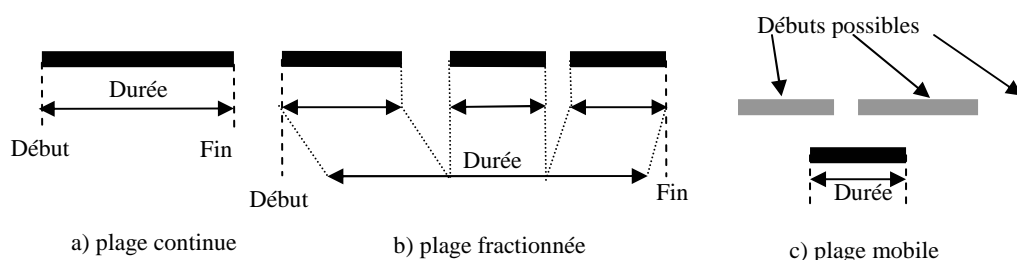 Durée
Début
Fin
a) plage continue
Durée
Début
Fin
b) plage fractionnée
Débuts possibles
Durée
c) plage mobile